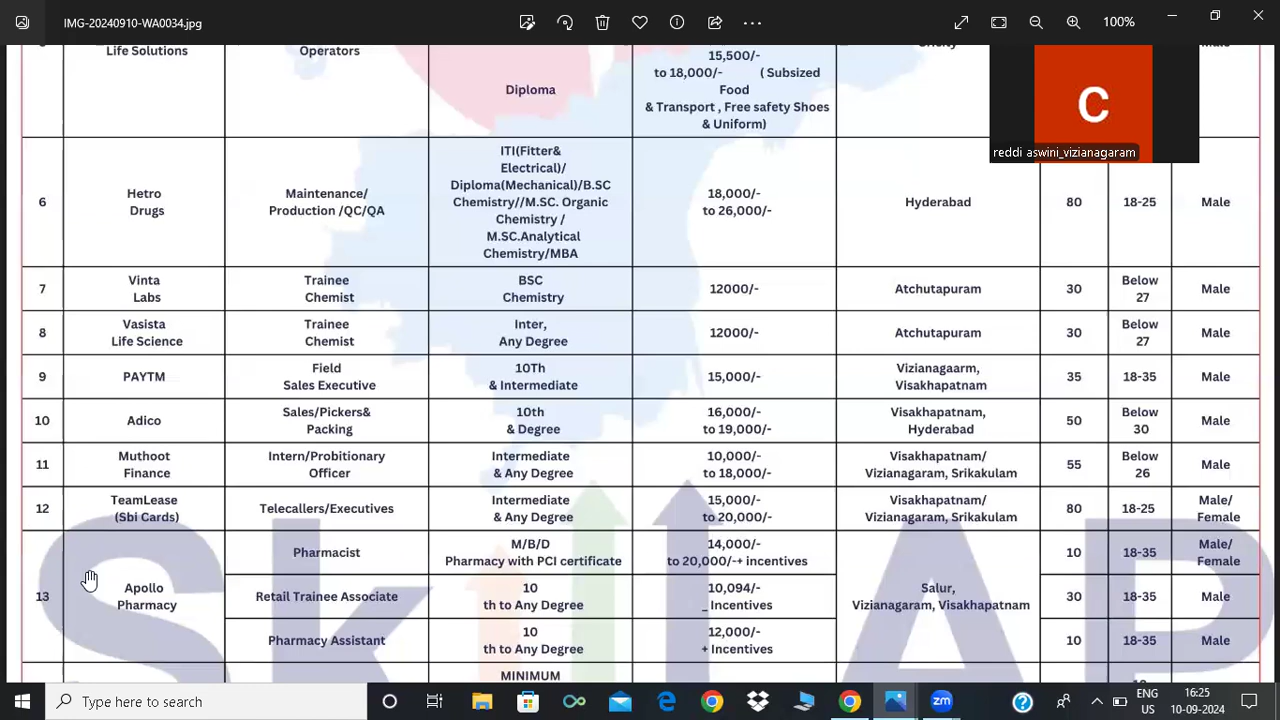 IMG-20240910-WA0034.jpg
100%
Life Solutions
Operators
Diploma
15,500/-
to 18,000/- ( Subsized
Food
& Transport , Free safety Shoes
& Uniform)
C
reddi aswini_vizianagaram
6
Hetro
Drugs
Maintenance/
Production /QC/QA
ITI(Fitter&
Electrical)/
Diploma(Mechanical)/B.SC
Chemistry//M.SC. Organic
Chemistry /
M.SC.Analytical
Chemistry/MBA
18,000/-
to 26,000/-
Hyderabad
80
18-25
Male
7
Vinta
Labs
Trainee
Chemist
BSC
Chemistry
12000/-
Atchutapuram
30
Below
27
Male
8
Vasista
Life Science
Trainee
Chemist
Inter,
Any Degree
12000/-
Atchutapuram
30
Below
27
Male
9
PAYTM
Field
Sales Executive
10Th
& Intermediate
15,000/-
Vizianagaarm,
Visakhapatnam
35
18-35
Male
10
Adico
Sales/Pickers&
Packing
10th
& Degree
16,000/-
to 19,000/-
Visakhapatnam,
Hyderabad
50
Below
30
Male
11
Muthoot
Finance
Intern/Probitionary
Officer
Intermediate
& Any Degree
10,000/-
to 18,000/-
Visakhapatnam/
Vizianagaram, Srikakulam
55
Below
26
Male
12
TeamLease
(Sbi Cards)
Telecallers/Executives
Intermediate
& Any Degree
15,000/-
to 20,000/-
Visakhapatnam/
Vizianagaram, Srikakulam
80
18-25
Male/
Female
13
Apollo
Pharmacy
Pharmacist
M/B/D
Pharmacy with PCI certificate
14,000/-
to 20,000/-+ incentives
Salur,
Vizianagaram, Visakhapatnam
10
18-35
Male/
Female
Retail Trainee Associate
10
th to Any Degree
10,094/-
_ Incentives
30
18-35
Male
Pharmacy Assistant
10
th to Any Degree
12,000/-
+ Incentives
10
18-35
Male
MINIMUM
Skill AP
Type here to search
zm
ENG
US
16:25
10-09-2024